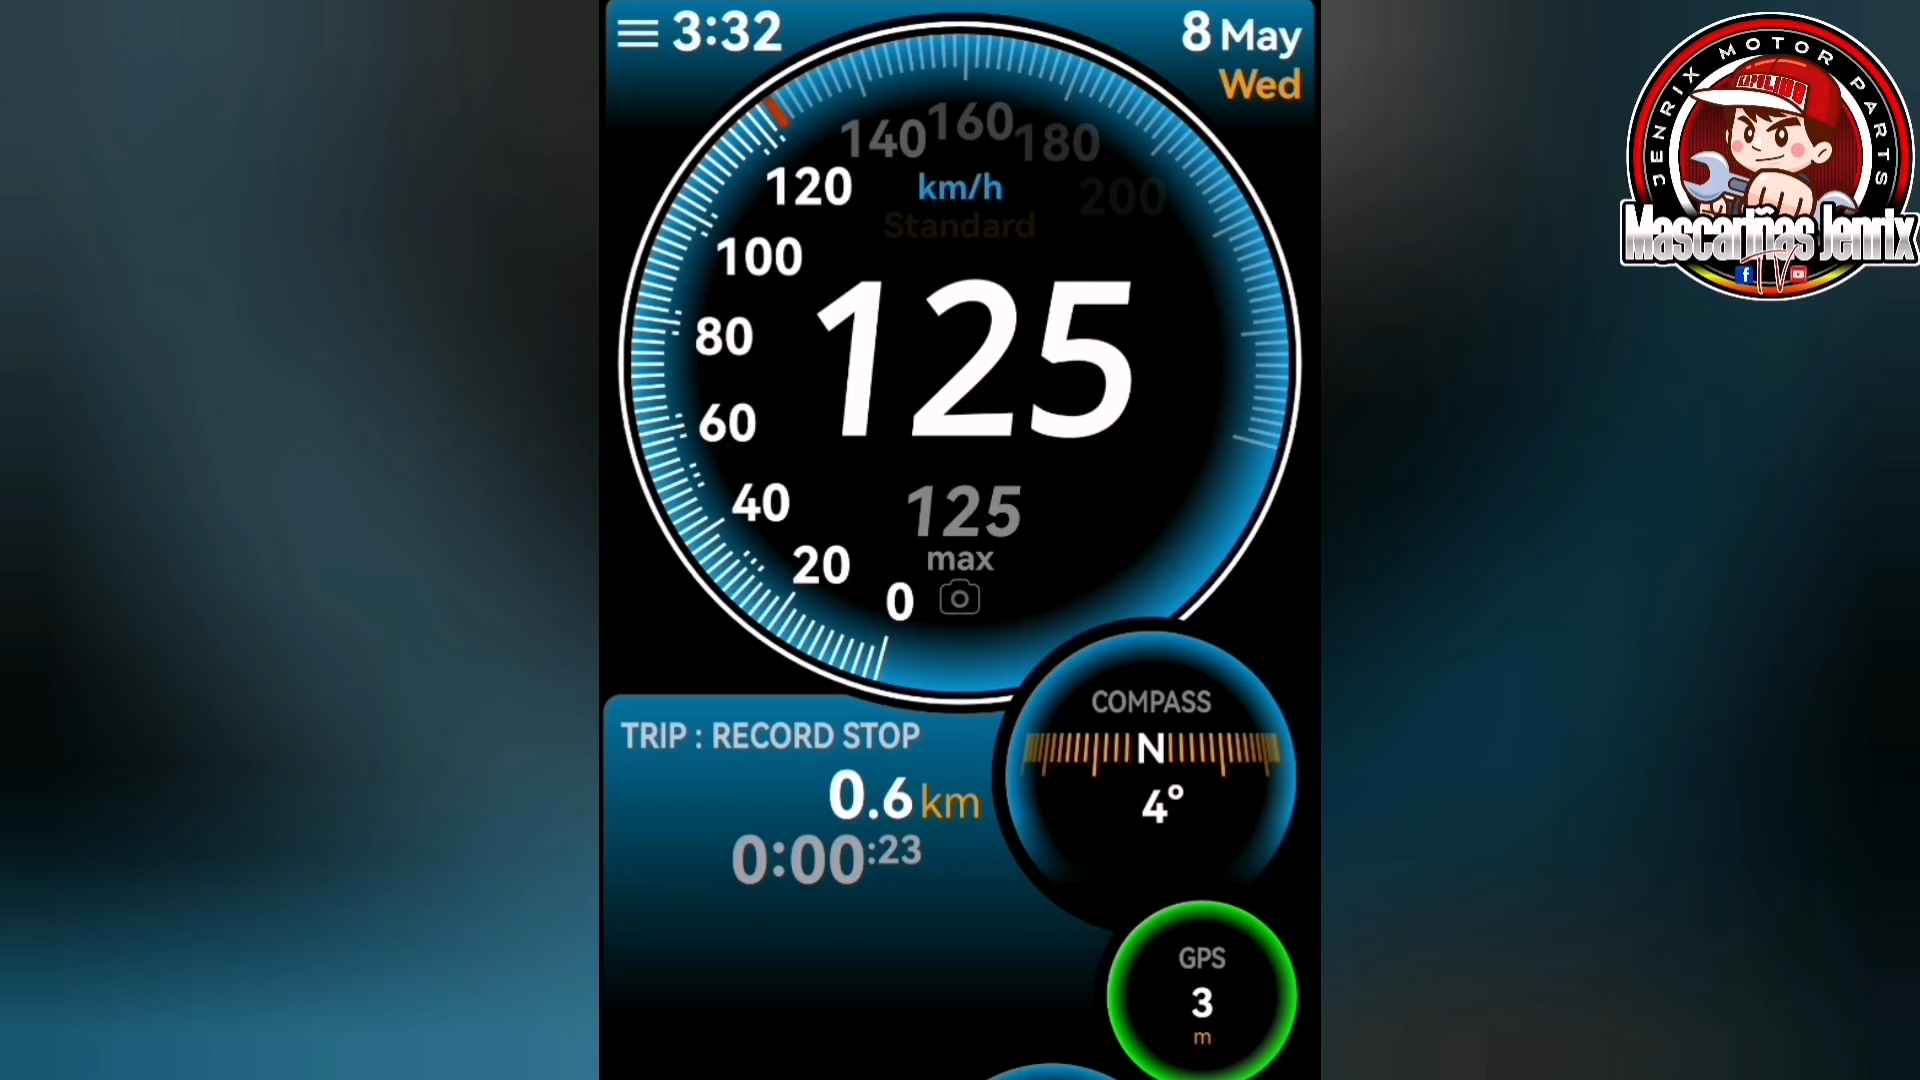 3:32
8 May
Wed
140 160 180
120
200
km/h
Standard
100
80
125
60
40
125
20
max
0
TRIP : RECORD STOP
0.6 km
0:00:23
COMPASS
N
4°
GPS
3
m
JENRIX MOTOR PARTS
KAPOLIDO
Mascariñas Jenrix
TV